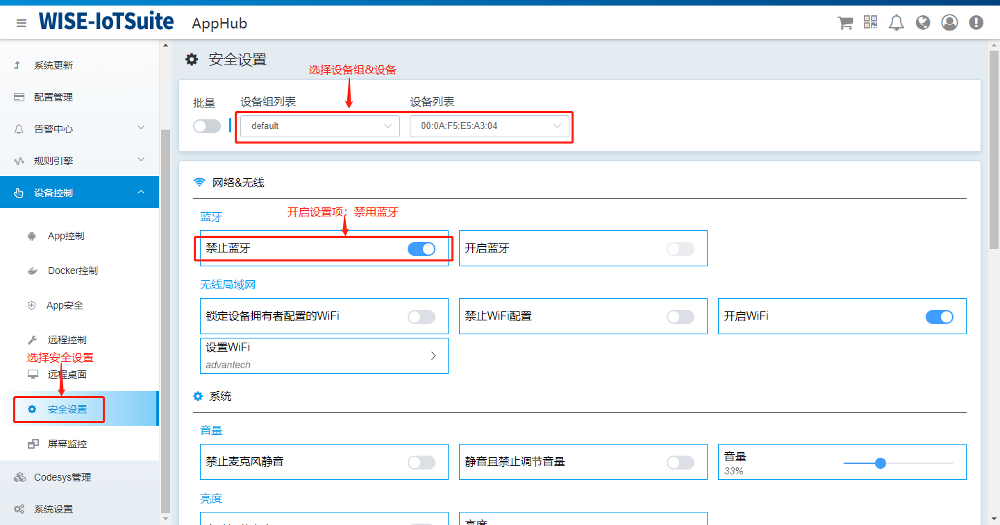 WISE-IoTSuite AppHub
系统更新
配置管理
告警中心
规则引擎
设备控制
App控制
Docker控制
App安全
远程控制
选择安全设置
远程桌面
安全设置
屏幕监控
Codesys管理
系统设置
安全设置
选择设备组&设备
批量
设备组列表
设备列表
default
00:0A:F5:E5:A3:04
网络&无线
开启设置项：禁用蓝牙
蓝牙
禁止蓝牙
开启蓝牙
无线局域网
锁定设备拥有者配置的WiFi
禁止WiFi配置
开启WiFi
设置WiFi
advantech
系统
音量
禁止麦克风静音
静音且禁止调节音量
音量
33%
亮度
亮度